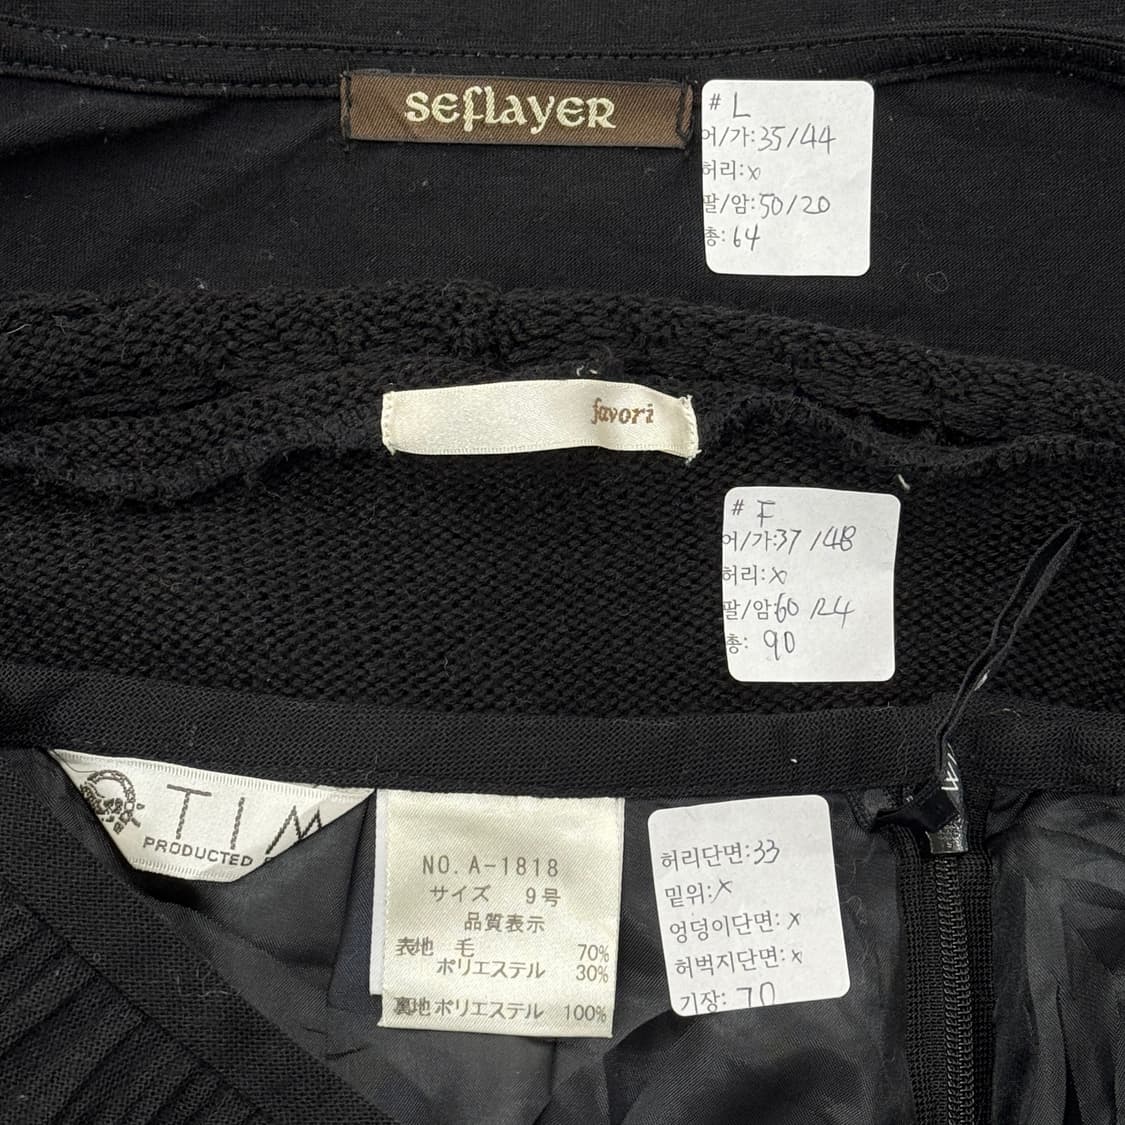 seflayer
# L
어/가:35/44
허리:x
팔/암:50/20
총:64
favori
# F
어/가:37/48
허리:x
팔/암:60/24
총: 90
TIM
PRODUCTED
NO. A-1818
サイズ 9号
品質表示
表地 毛 70%
ポリエステル 30%
裏地 ポリエステル 100%
허리단면:33
밑위:x
엉덩이단면: x
허벅지단면: x
기장: 70